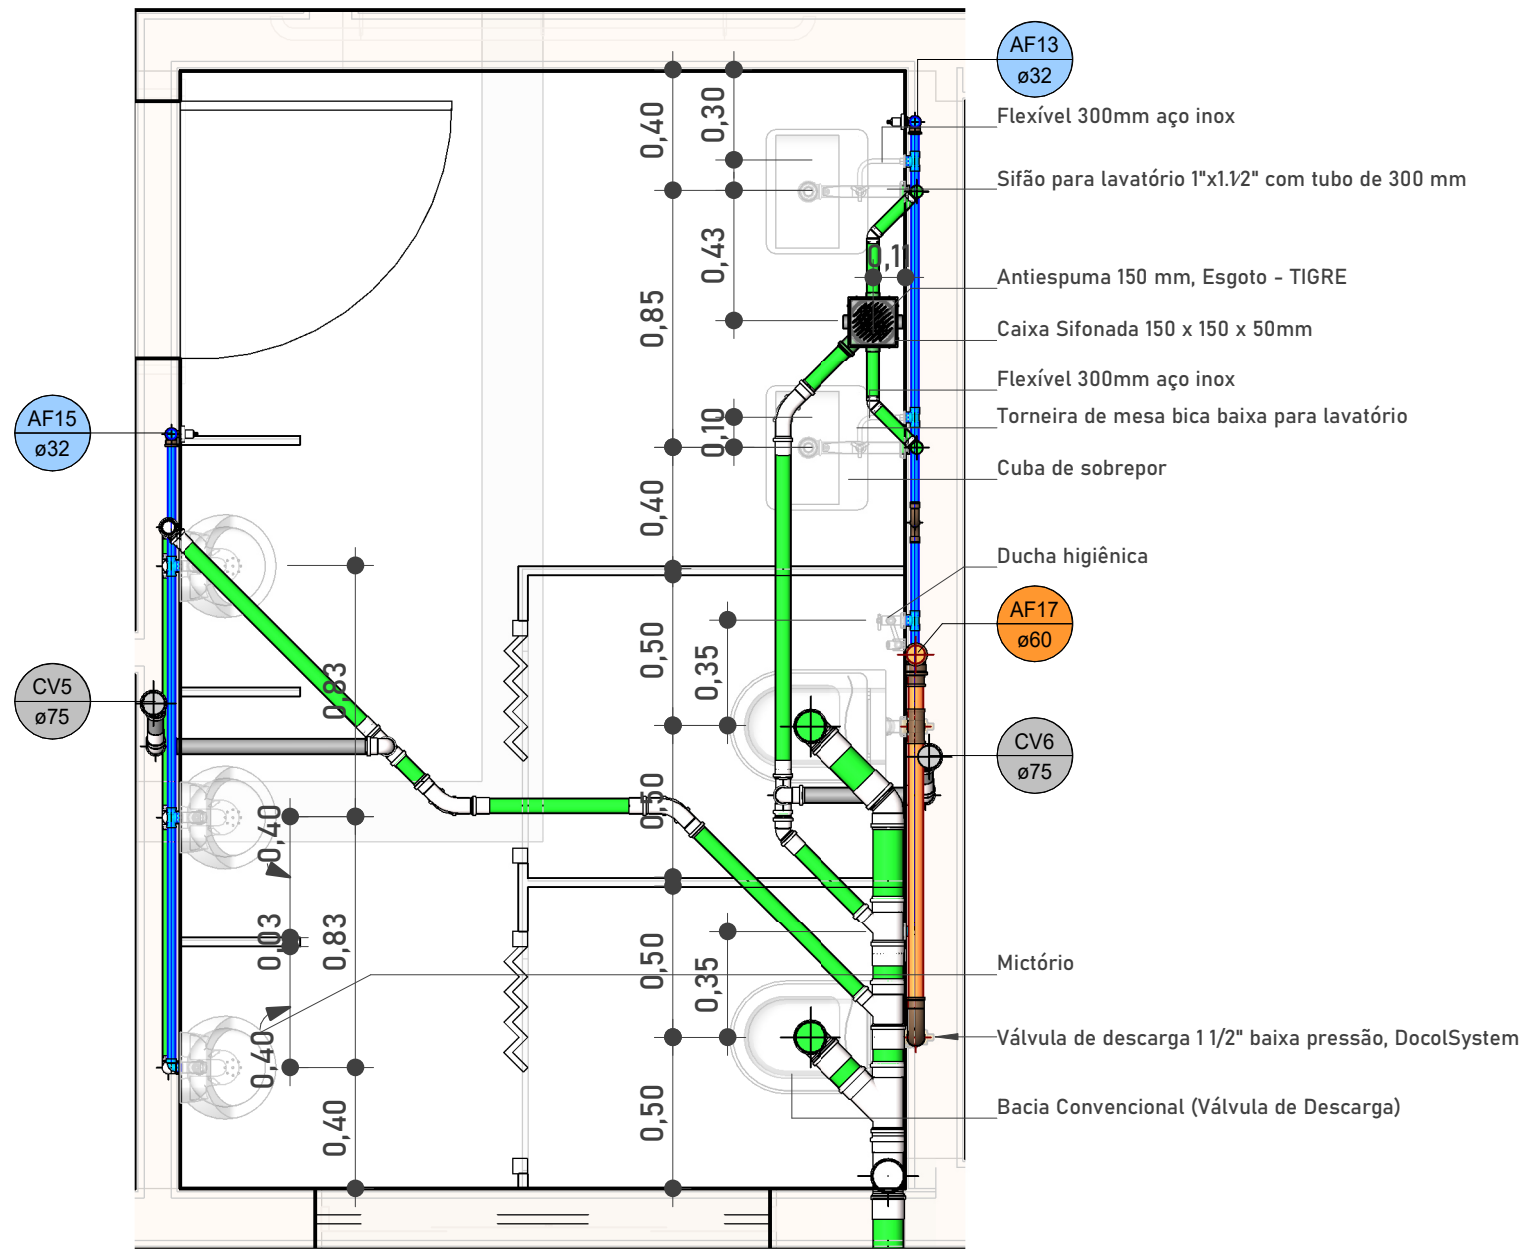 AF13
ø32
Flexível 300mm aço inox
Sifão para lavatório 1"x1.1⁄2" com tubo de 300 mm
Antiespuma 150 mm, Esgoto - TIGRE
Caixa Sifonada 150 x 150 x 50mm
Flexível 300mm aço inox
Torneira de mesa bica baixa para lavatório
Cuba de sobrepor
Ducha higiênica
AF17
ø60
CV6
ø75
Mictório
Válvula de descarga 1 1/2" baixa pressão, DocolSystem
Bacia Convencional (Válvula de Descarga)
AF15
ø32
CV5
ø75
0,40
0,30
0,43
0,11
0,85
0,10
0,40
0,50
0,35
0,83
0,50
0,40
0,03
0,83
0,50
0,35
0,40
0,40
0,50